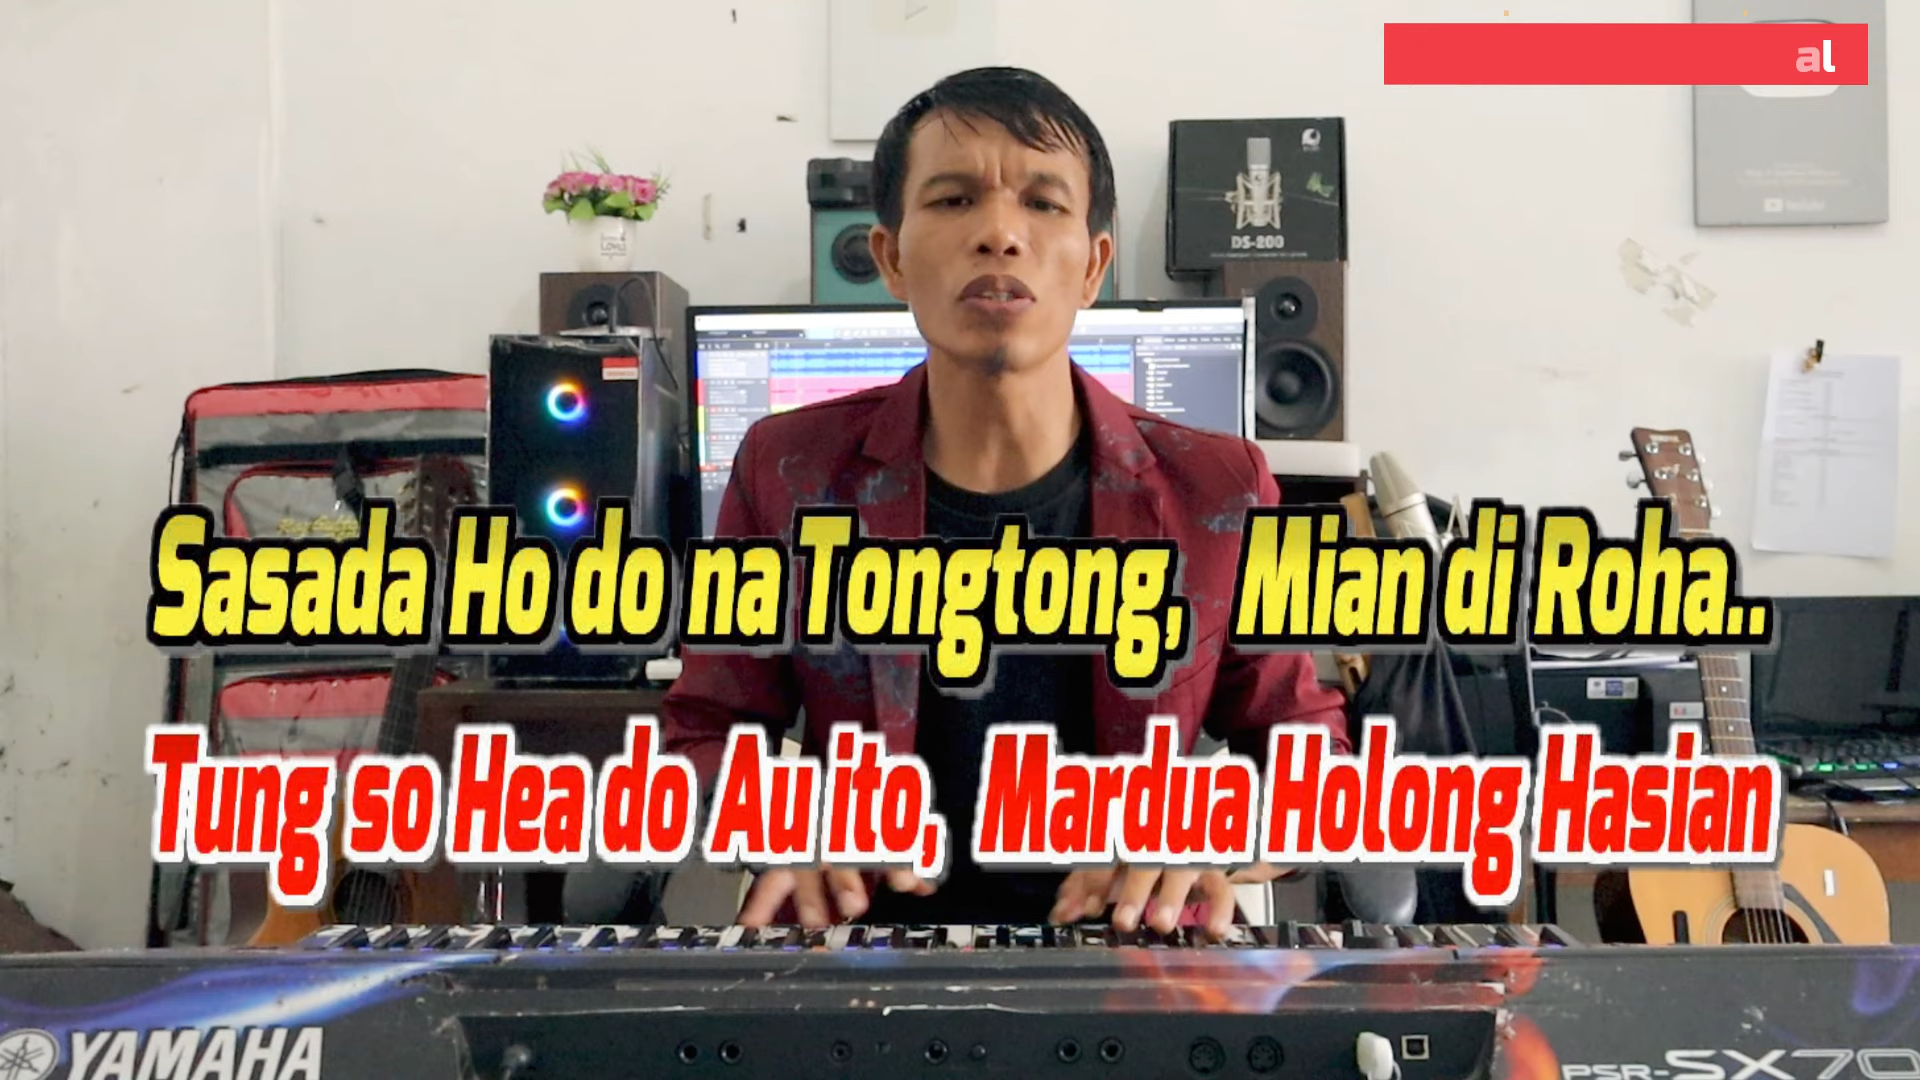 al
DS-200
YouTube
Sasada Ho do na Tongtong, Mian di Roha..
Tung so Hea do Au ito, Mardua Holong Hasian
YAMAHA
PSR-SX70